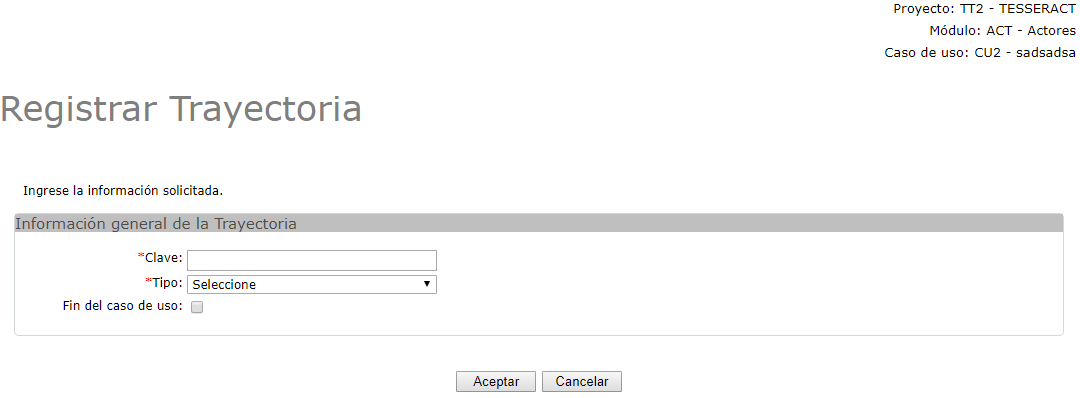 Proyecto: TT2 - TESSERACT
Módulo: ACT - Actores
Caso de uso: CU2 - sadsadsa
Registrar Trayectoria
Ingrese la información solicitada.
Información general de la Trayectoria
*Clave:
*Tipo: Seleccione
Fin del caso de uso:
Aceptar Cancelar